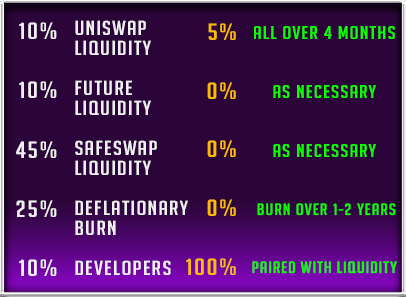 10% UNISWAP LIQUIDITY 5% ALL OVER 4 MONTHS
10% FUTURE LIQUIDITY 0% AS NECESSARY
45% SAFESWAP LIQUIDITY 0% AS NECESSARY
25% DEFLATIONARY BURN 0% BURN OVER 1-2 YEARS
10% DEVELOPERS 100% PAIRED WITH LIQUIDITY